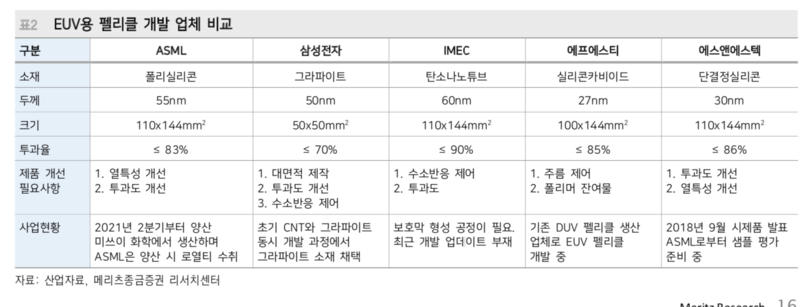 표2 EUV용 펠리클 개발 업체 비교
구분 ASML 삼성전자 IMEC 에프에스티 에스앤에스텍
소재 폴리실리콘 그라파이트 탄소나노튜브 실리콘카바이드 단결정실리콘
두께 55nm 50nm 60nm 27nm 30nm
크기 110x144mm² 50x50mm² 110x144mm² 100x144mm² 110x144mm²
투과율 ≤ 83% ≤ 70% ≤ 90% ≤ 85% ≤ 86%
제품 개선 1. 열특성 개선 1. 대면적 제작 1. 수소반응 제어 1. 주름 제어 1. 투과도 개선
필요사항 2. 투과도 개선 2. 투과도 개선 2. 투과도 2. 폴리머 잔여물 2. 열특성 개선
3. 수소반응 제어
사업현황 2021년 2분기부터 양산 초기 CNT와 그라파이트 보호막 형성 공정이 필요. 기존 DUV 펠리클 생산 2018년 9월 시제품 발표
미쓰이 화학에서 생산하며 동시 개발 과정에서 최근 개발 업데이트 부재 업체로 EUV 펠리클 ASML로부터 샘플 평가
ASML은 양산 시 로열티 수취 그라파이트 소재 채택 개발 중 준비 중
자료: 산업자료, 메리츠종금증권 리서치센터
Meritz Research 16